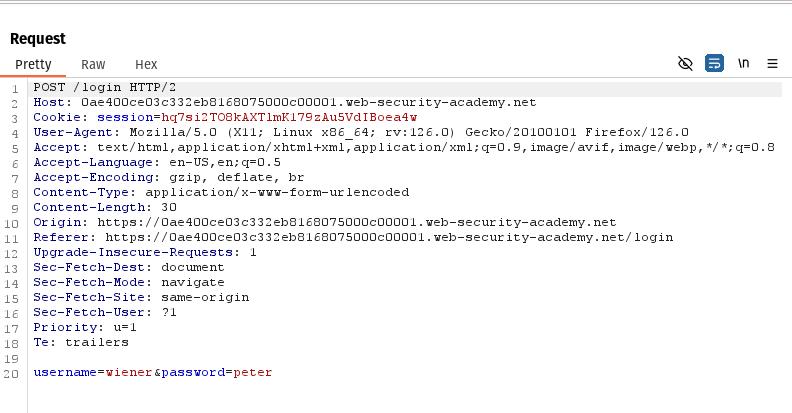 Request
Pretty Raw Hex \n
1 POST /login HTTP/2
2 Host: 0ae400ce03c332eb8168075000c00001.web-security-academy.net
3 Cookie: session=hq7si2TO8kAXTlmK179zAu5VdIBoea4w
4 User-Agent: Mozilla/5.0 (X11; Linux x86_64; rv:126.0) Gecko/20100101 Firefox/126.0
5 Accept: text/html,application/xhtml+xml,application/xml;q=0.9,image/avif,image/webp,*/*;q=0.8
6 Accept-Language: en-US,en;q=0.5
7 Accept-Encoding: gzip, deflate, br
8 Content-Type: application/x-www-form-urlencoded
9 Content-Length: 30
10 Origin: https://0ae400ce03c332eb8168075000c00001.web-security-academy.net
11 Referer: https://0ae400ce03c332eb8168075000c00001.web-security-academy.net/login
12 Upgrade-Insecure-Requests: 1
13 Sec-Fetch-Dest: document
14 Sec-Fetch-Mode: navigate
15 Sec-Fetch-Site: same-origin
16 Sec-Fetch-User: ?1
17 Priority: u=1
18 Te: trailers
19
20 username=wiener&password=peter